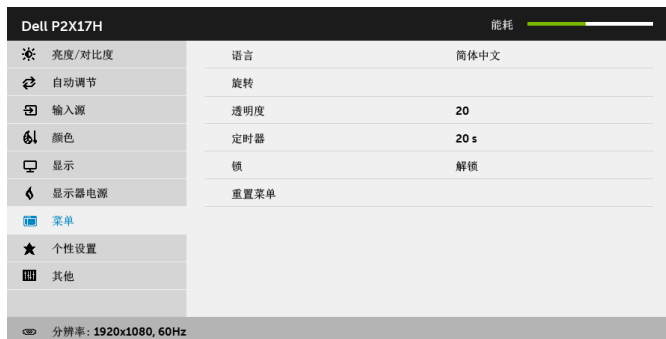 Dell P2X17H 能耗
亮度/对比度 语言 简体中文
自动调节 旋转
输入源 透明度 20
颜色 定时器 20 s
显示 锁 解锁
显示器电源 重置菜单
菜单
个性设置
其他
分辨率: 1920x1080, 60Hz